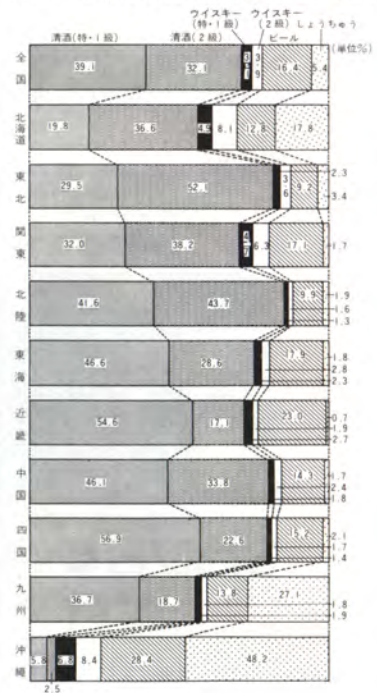 ウイスキー ウイスキー
(特・1級) (2級) しょうちゅう
清酒(特・1級) 清酒(2級) ビール
(単位%)
全国 39.1 32.1 3.1 3.9 16.4 5.4
北海道 19.8 36.6 4.9 8.1 12.8 17.8
東北 29.5 52.1 3.6 9.2 2.3
3.4
関東 32.0 38.2 4.5 6.3 17.1 1.7
北陸 41.6 43.7 9.9 1.9
1.6
1.3
東海 46.6 28.6 17.9 1.8
2.8
2.3
近畿 54.6 17.1 23.0 0.7
1.9
2.7
中国 46.1 33.8 14.3 1.7
2.4
1.8
四国 56.9 22.6 15.2 2.1
1.7
1.4
九州 36.7 18.7 13.8 27.1
1.8
1.9
沖縄 5.8 8.4 28.4 48.2
2.5